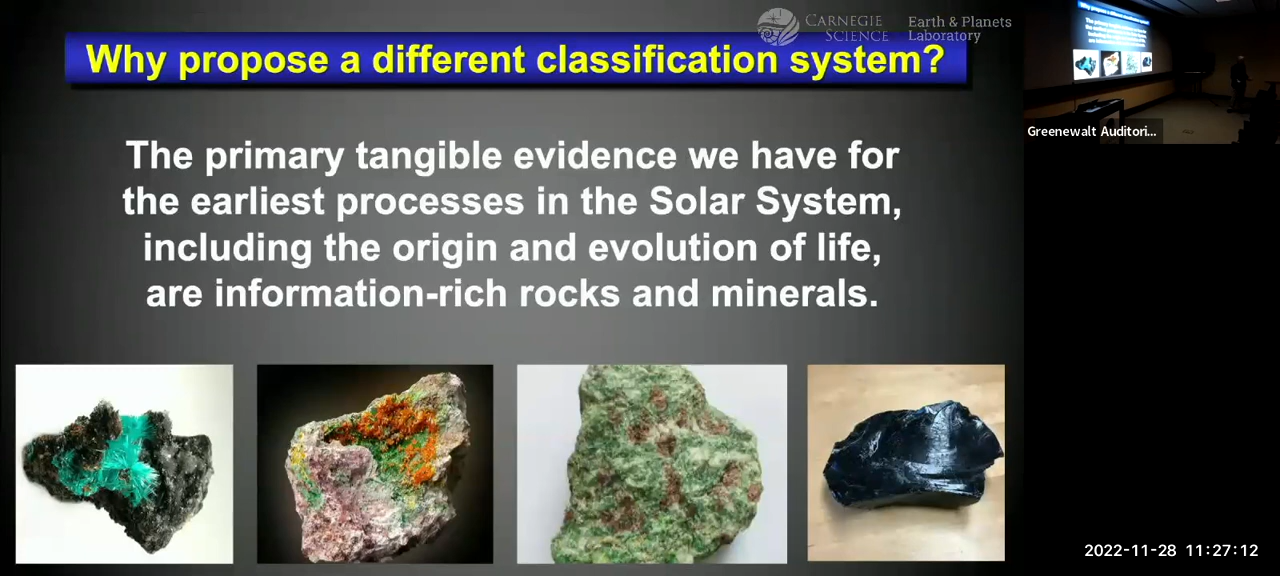 CARNEGIE
SCIENCE
Earth & Planets
Laboratory
Why propose a different classification system?
The primary tangible evidence we have for
the earliest processes in the Solar System,
including the origin and evolution of life,
are information-rich rocks and minerals.
Greenewalt Auditori...
2022-11-28 11:27:12